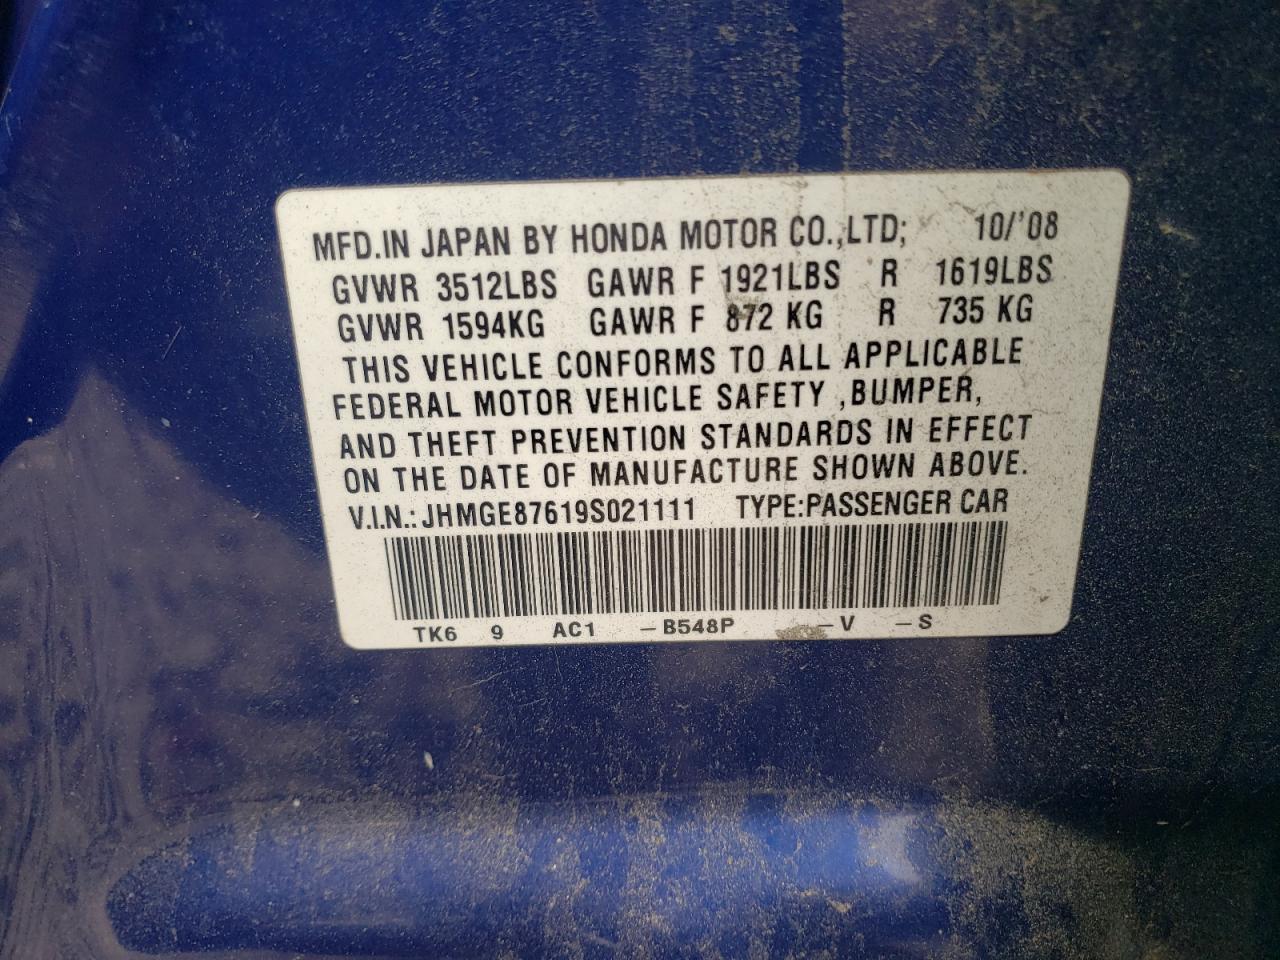 MFD.IN JAPAN BY HONDA MOTOR CO.,LTD; 10/'08
GVWR 3512LBS GAWR F 1921LBS R 1619LBS
GVWR 1594KG GAWR F 872 KG R 735 KG
THIS VEHICLE CONFORMS TO ALL APPLICABLE
FEDERAL MOTOR VEHICLE SAFETY ,BUMPER,
AND THEFT PREVENTION STANDARDS IN EFFECT
ON THE DATE OF MANUFACTURE SHOWN ABOVE.
V.I.N.: JHMGE87619S021111 TYPE:PASSENGER CAR
TK6 9 AC1 -B548P -V -S